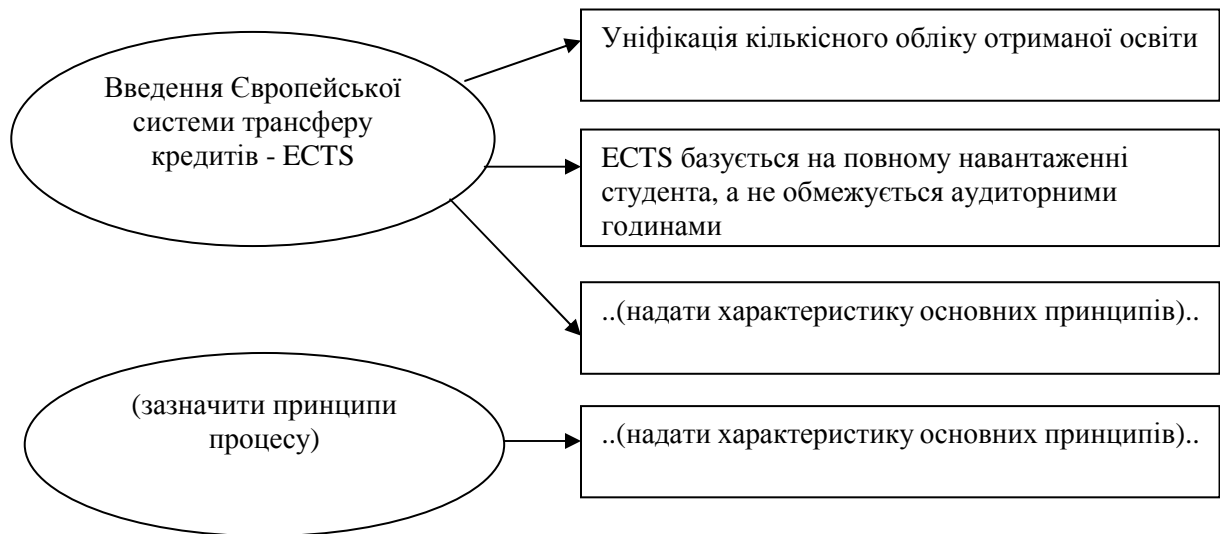 Введення Європейської
системи трансферу
кредитів - ECTS
Уніфікація кількісного обліку отриманої освіти
ECTS базується на повному навантаженні
студента, а не обмежується аудиторними
годинами
..(надати характеристику основних принципів)..
(зазначити принципи
процесу)
..(надати характеристику основних принципів)..